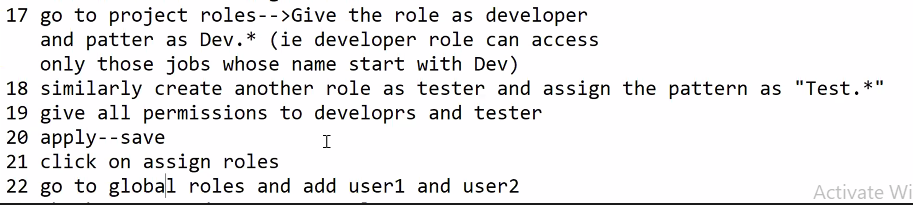 17 go to project roles-->Give the role as developer
and patter as Dev.* (ie developer role can access
only those jobs whose name start with Dev)
18 similarly create another role as tester and assign the pattern as "Test.*"
19 give all permissions to developrs and tester
20 apply--save
21 click on assign roles
22 go to global roles and add user1 and user2
Activate Wi